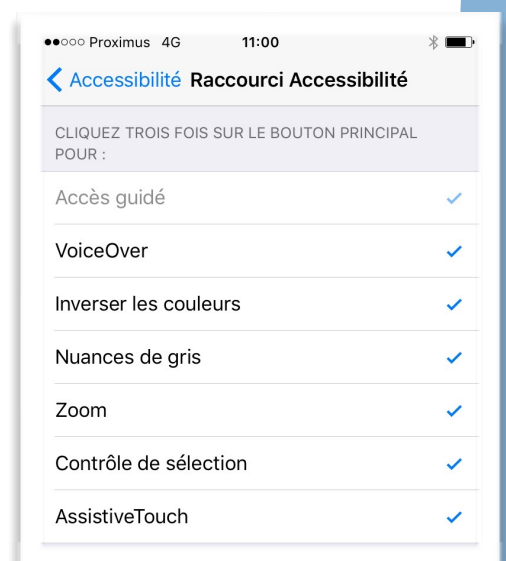 Proximus 4G 11:00
Accessibilité Raccourci Accessibilité
CLIQUEZ TROIS FOIS SUR LE BOUTON PRINCIPAL
POUR :
Accès guidé
VoiceOver
Inverser les couleurs
Nuances de gris
Zoom
Contrôle de sélection
AssistiveTouch